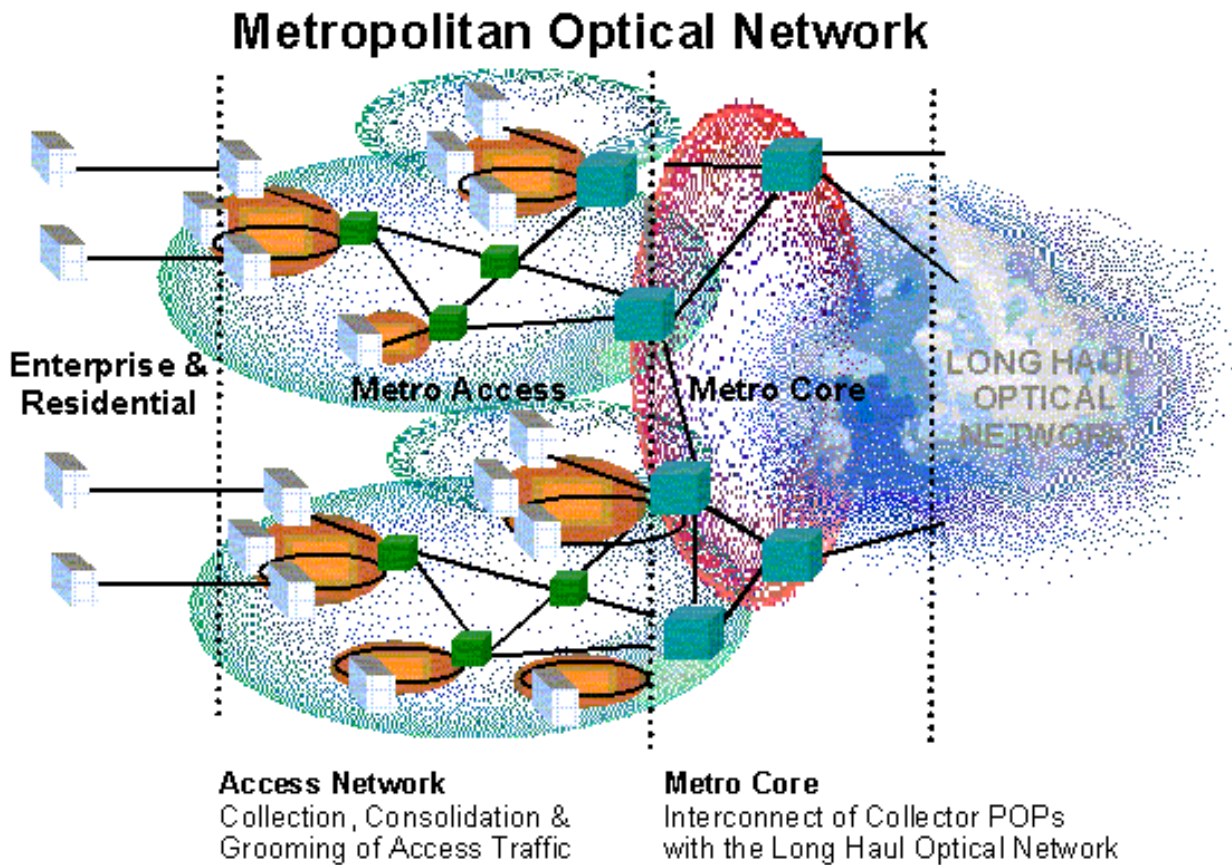 Metropolitan Optical Network
Enterprise &
Residential
Metro Access
Metro Core
LONG HAUL
OPTICAL
NETWORK
Access Network
Collection, Consolidation &
Grooming of Access Traffic
Metro Core
Interconnect of Collector POPs
with the Long Haul Optical Network